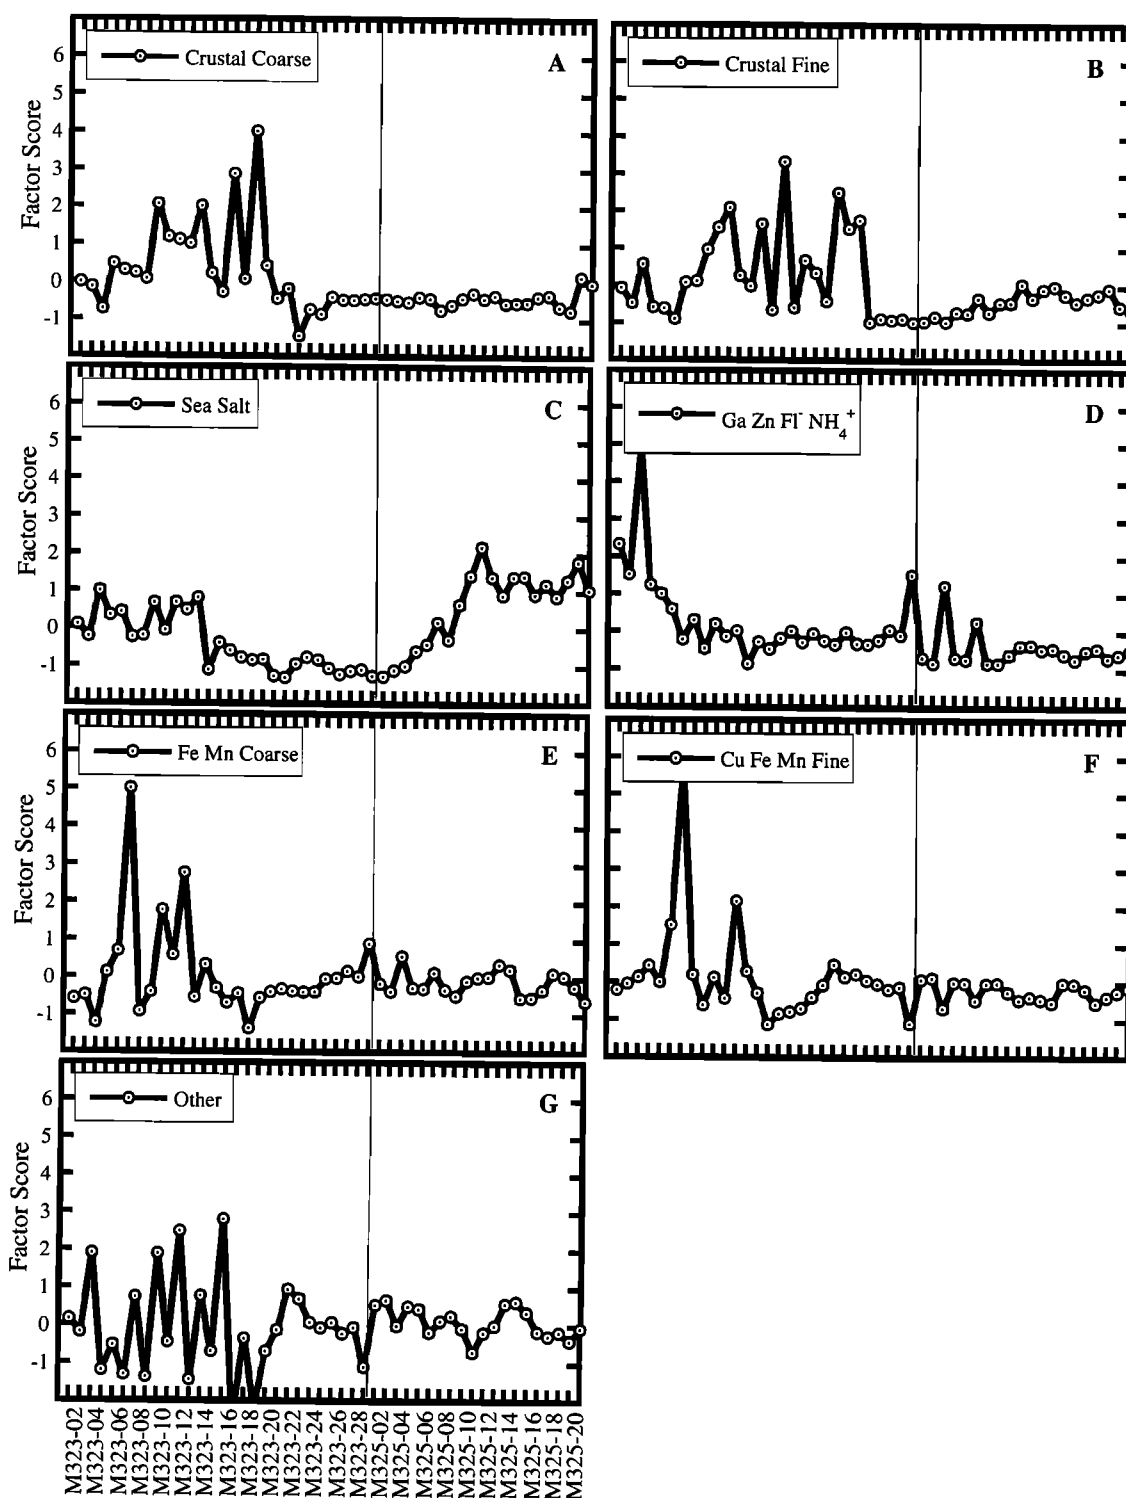 Crustal Coarse
A
6
5
4
3
2
1
0
-1
Factor Score
Crustal Fine
B
Sea Salt
C
6
5
4
3
2
1
0
-1
Factor Score
Ga Zn Fl⁻ NH₄⁺
D
Fe Mn Coarse
E
6
5
4
3
2
1
0
-1
Factor Score
Cu Fe Mn Fine
F
Other
G
6
5
4
3
2
1
0
-1
Factor Score
M323-02
M323-04
M323-06
M323-08
M323-10
M323-12
M323-14
M323-16
M323-18
M323-20
M323-22
M323-24
M323-26
M323-28
M325-02
M325-04
M325-06
M325-08
M325-10
M325-12
M325-14
M325-16
M325-18
M325-20